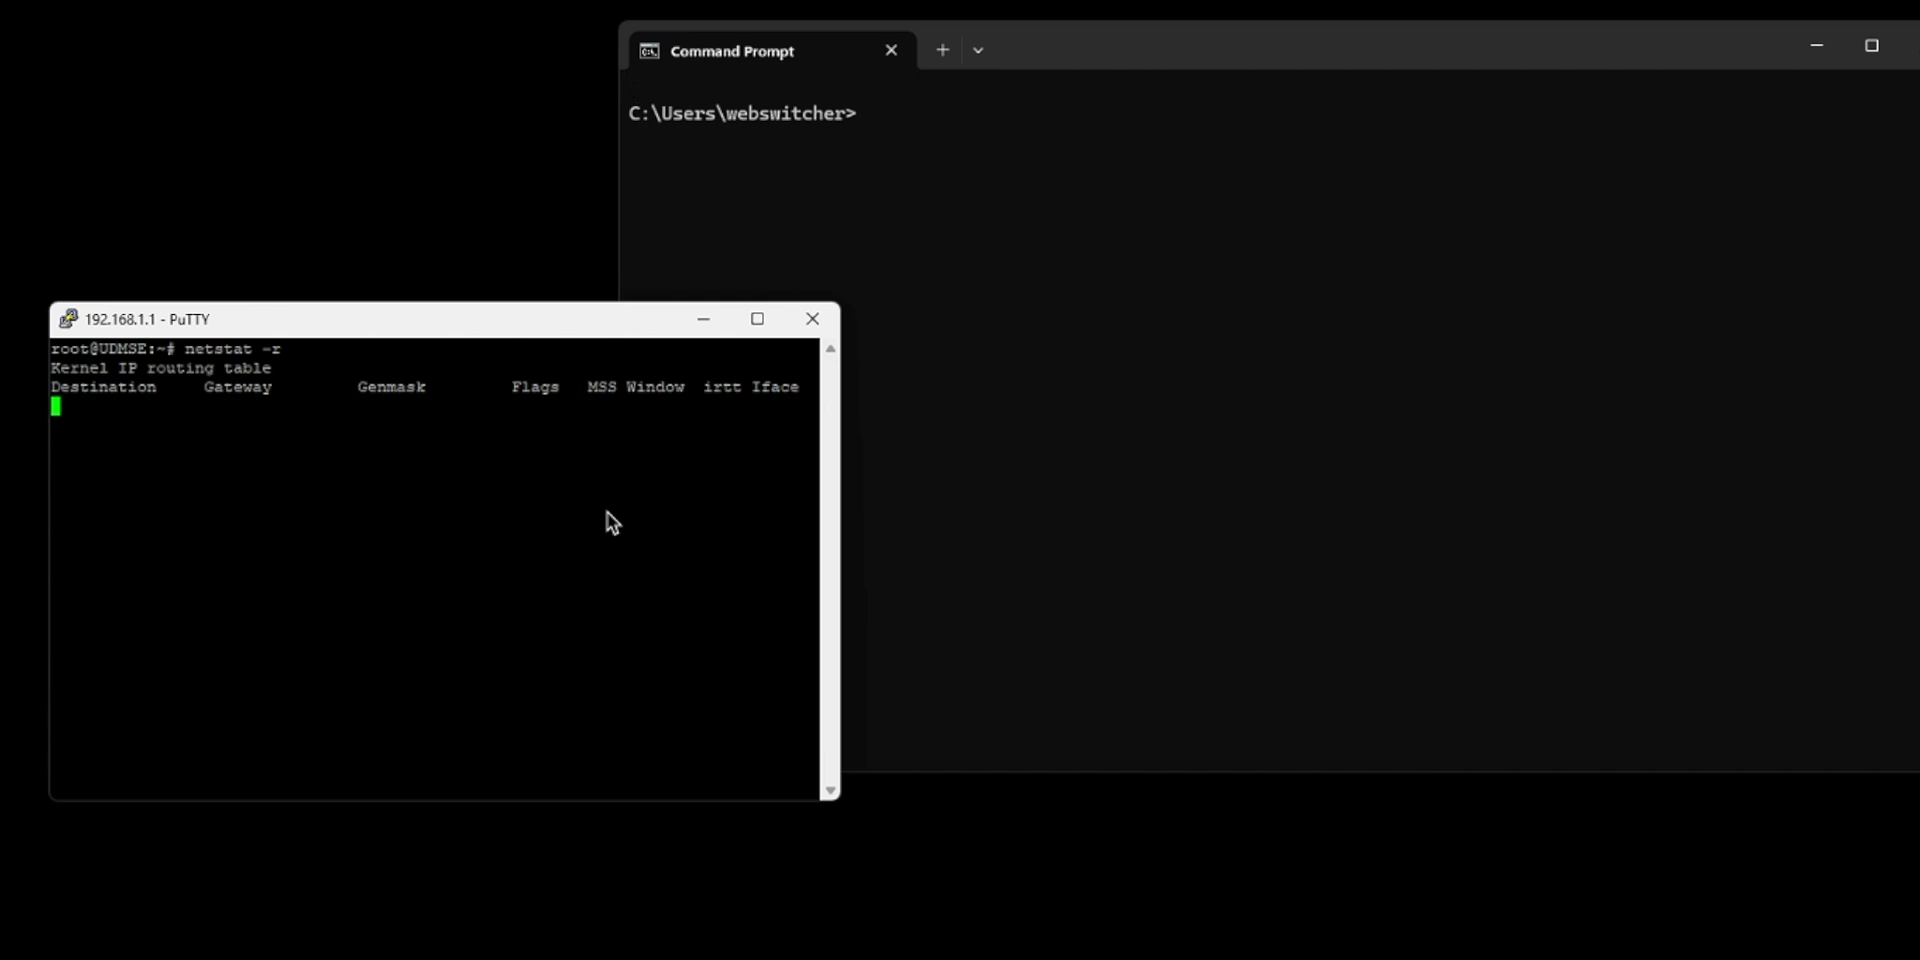 Command Prompt
C:\Users\webswitcher>
192.168.1.1 - PuTTY
root@UDMSE:~# netstat -r
Kernel IP routing table
Destination Gateway Genmask Flags MSS Window irtt Iface